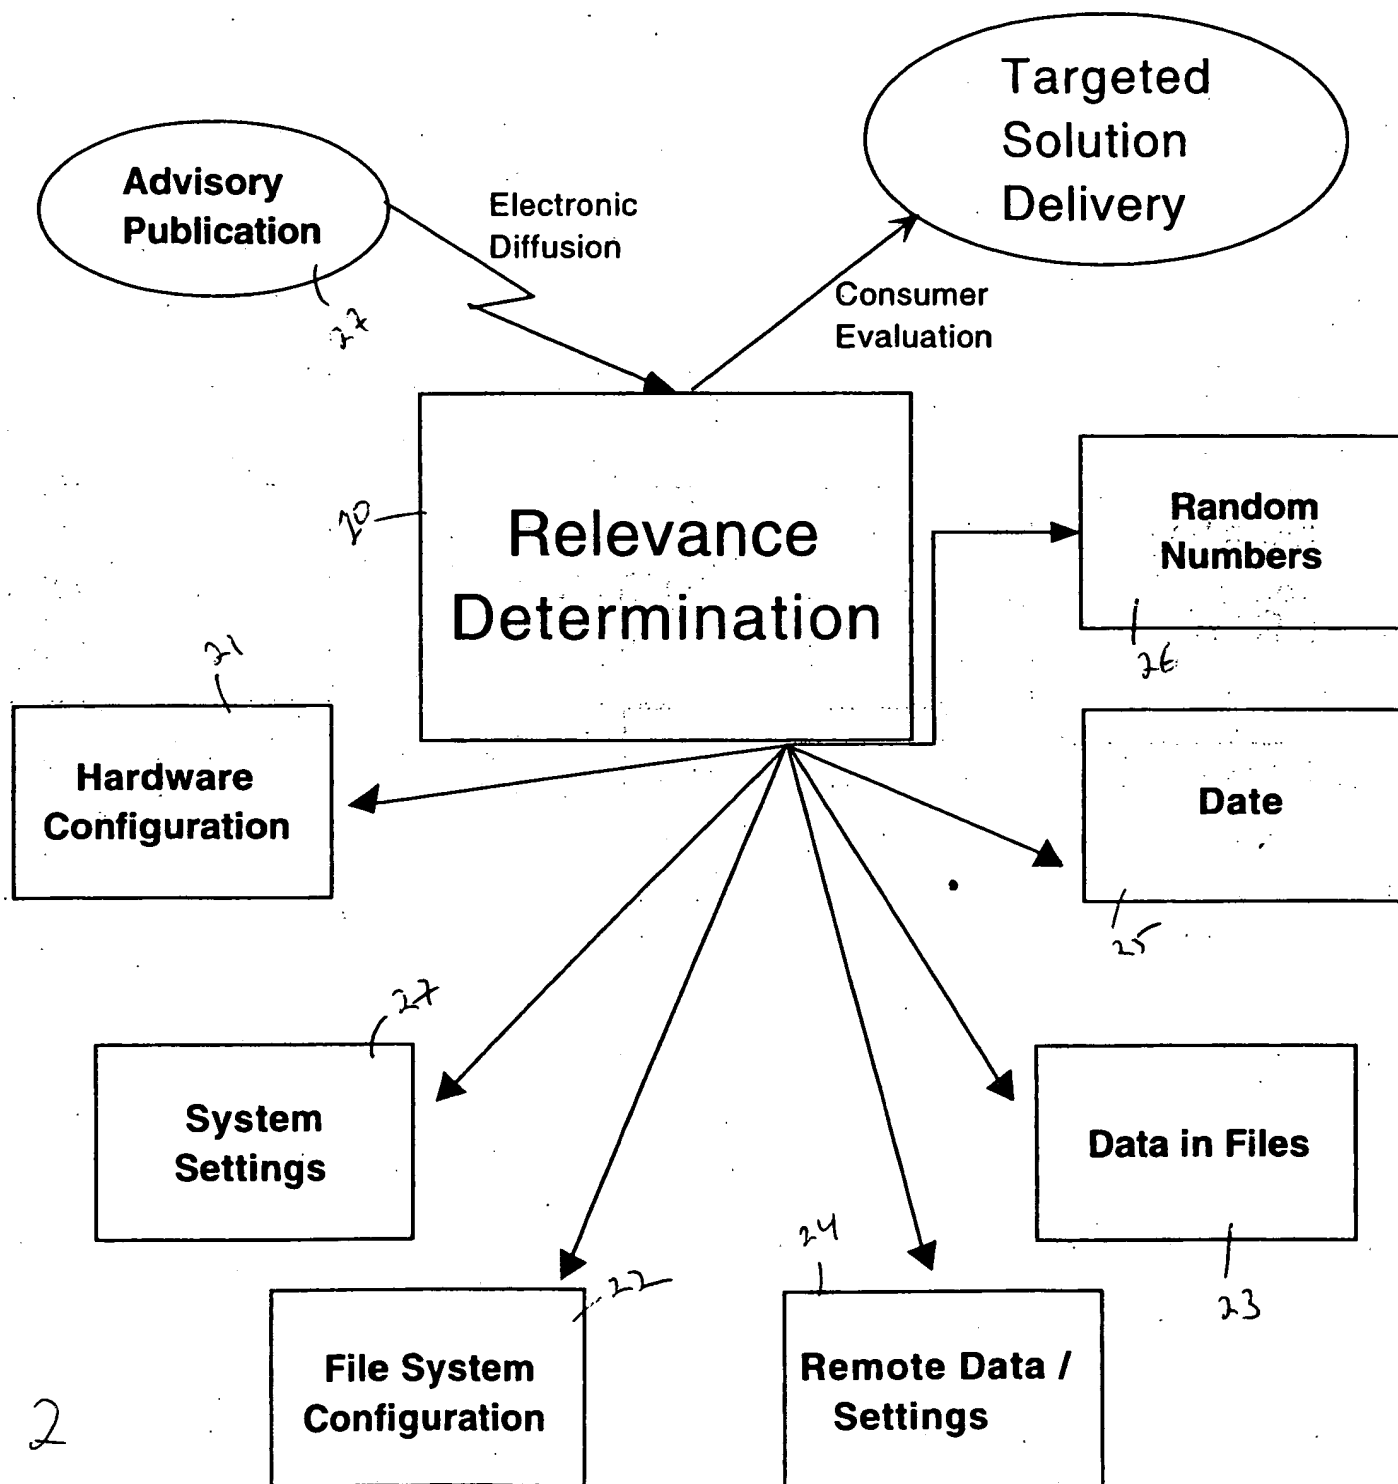 Targeted
Solution
Delivery
Advisory
Publication
27
Electronic
Diffusion
Consumer
Evaluation
20
Relevance
Determination
Random
Numbers
26
21
Hardware
Configuration
Date
25
27
System
Settings
Data in Files
23
24
22
File System
Configuration
Remote Data /
Settings
2